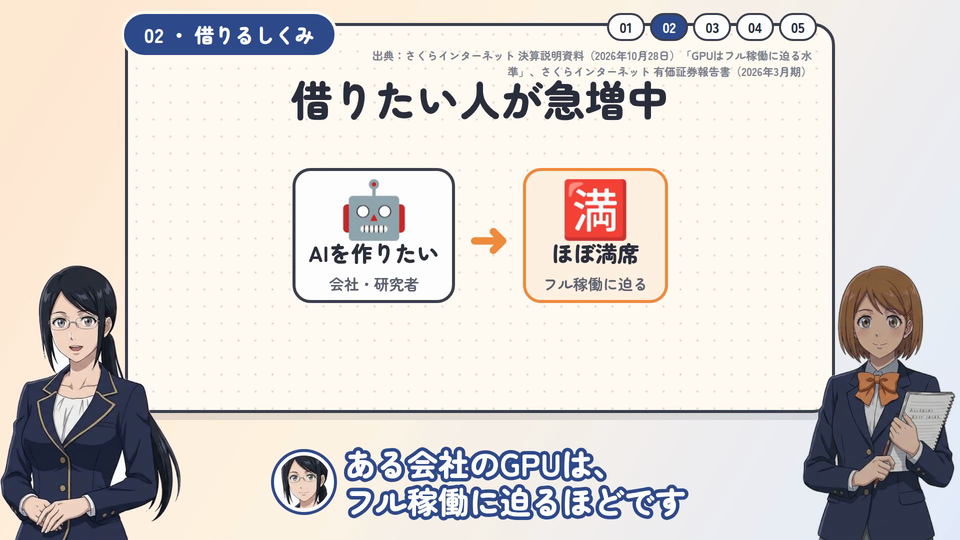 02 ・ 借りるしくみ
01 02 03 04 05
出典：さくらインターネット 決算説明資料（2026年10月28日）「GPUはフル稼働に迫る水
準」、さくらインターネット 有価証券報告書（2026年3月期）
借りたい人が急増中
AIを作りたい
会社・研究者
満
ほぼ満席
フル稼働に迫る
ある会社のGPUは、
フル稼働に迫るほどです